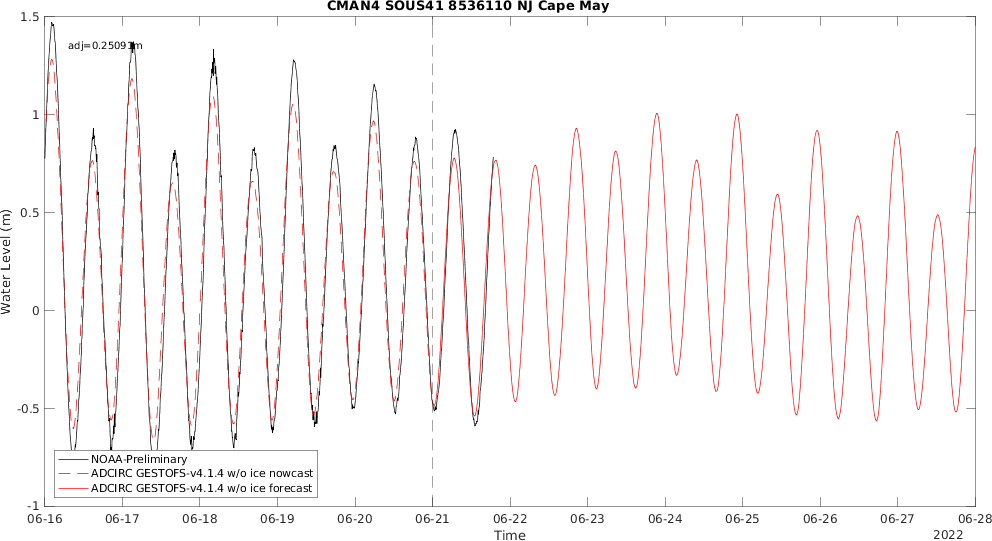 CMAN4 SOUS41 8536110 NJ Cape May
1.5
adj=0.25091m
1
0.5
0
-0.5
-1
Water Level (m)
NOAA-Preliminary
ADCIRC GESTOFS-v4.1.4 w/o ice nowcast
ADCIRC GESTOFS-v4.1.4 w/o ice forecast
06-16 06-17 06-18 06-19 06-20 06-21 06-22 06-23 06-24 06-25 06-26 06-27 06-28
Time
2022